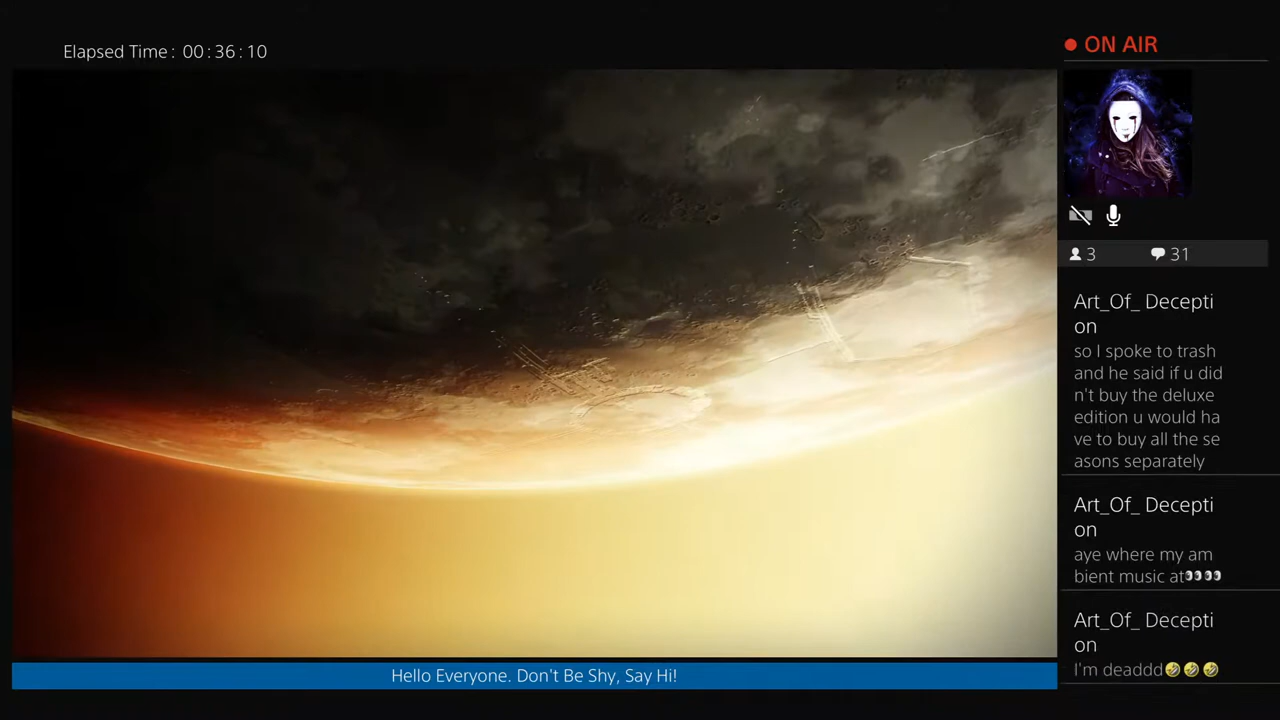 Elapsed Time: 00:36:10
ON AIR
3 31
Art_Of_ Decepti
on
so I spoke to trash
and he said if u did
n't buy the deluxe
edition u would ha
ve to buy all the se
asons separately
Art_Of_ Decepti
on
aye where my am
bient music at👀👀
Art_Of_ Decepti
on
I'm deaddd🤣🤣🤣
Hello Everyone. Don't Be Shy, Say Hi!